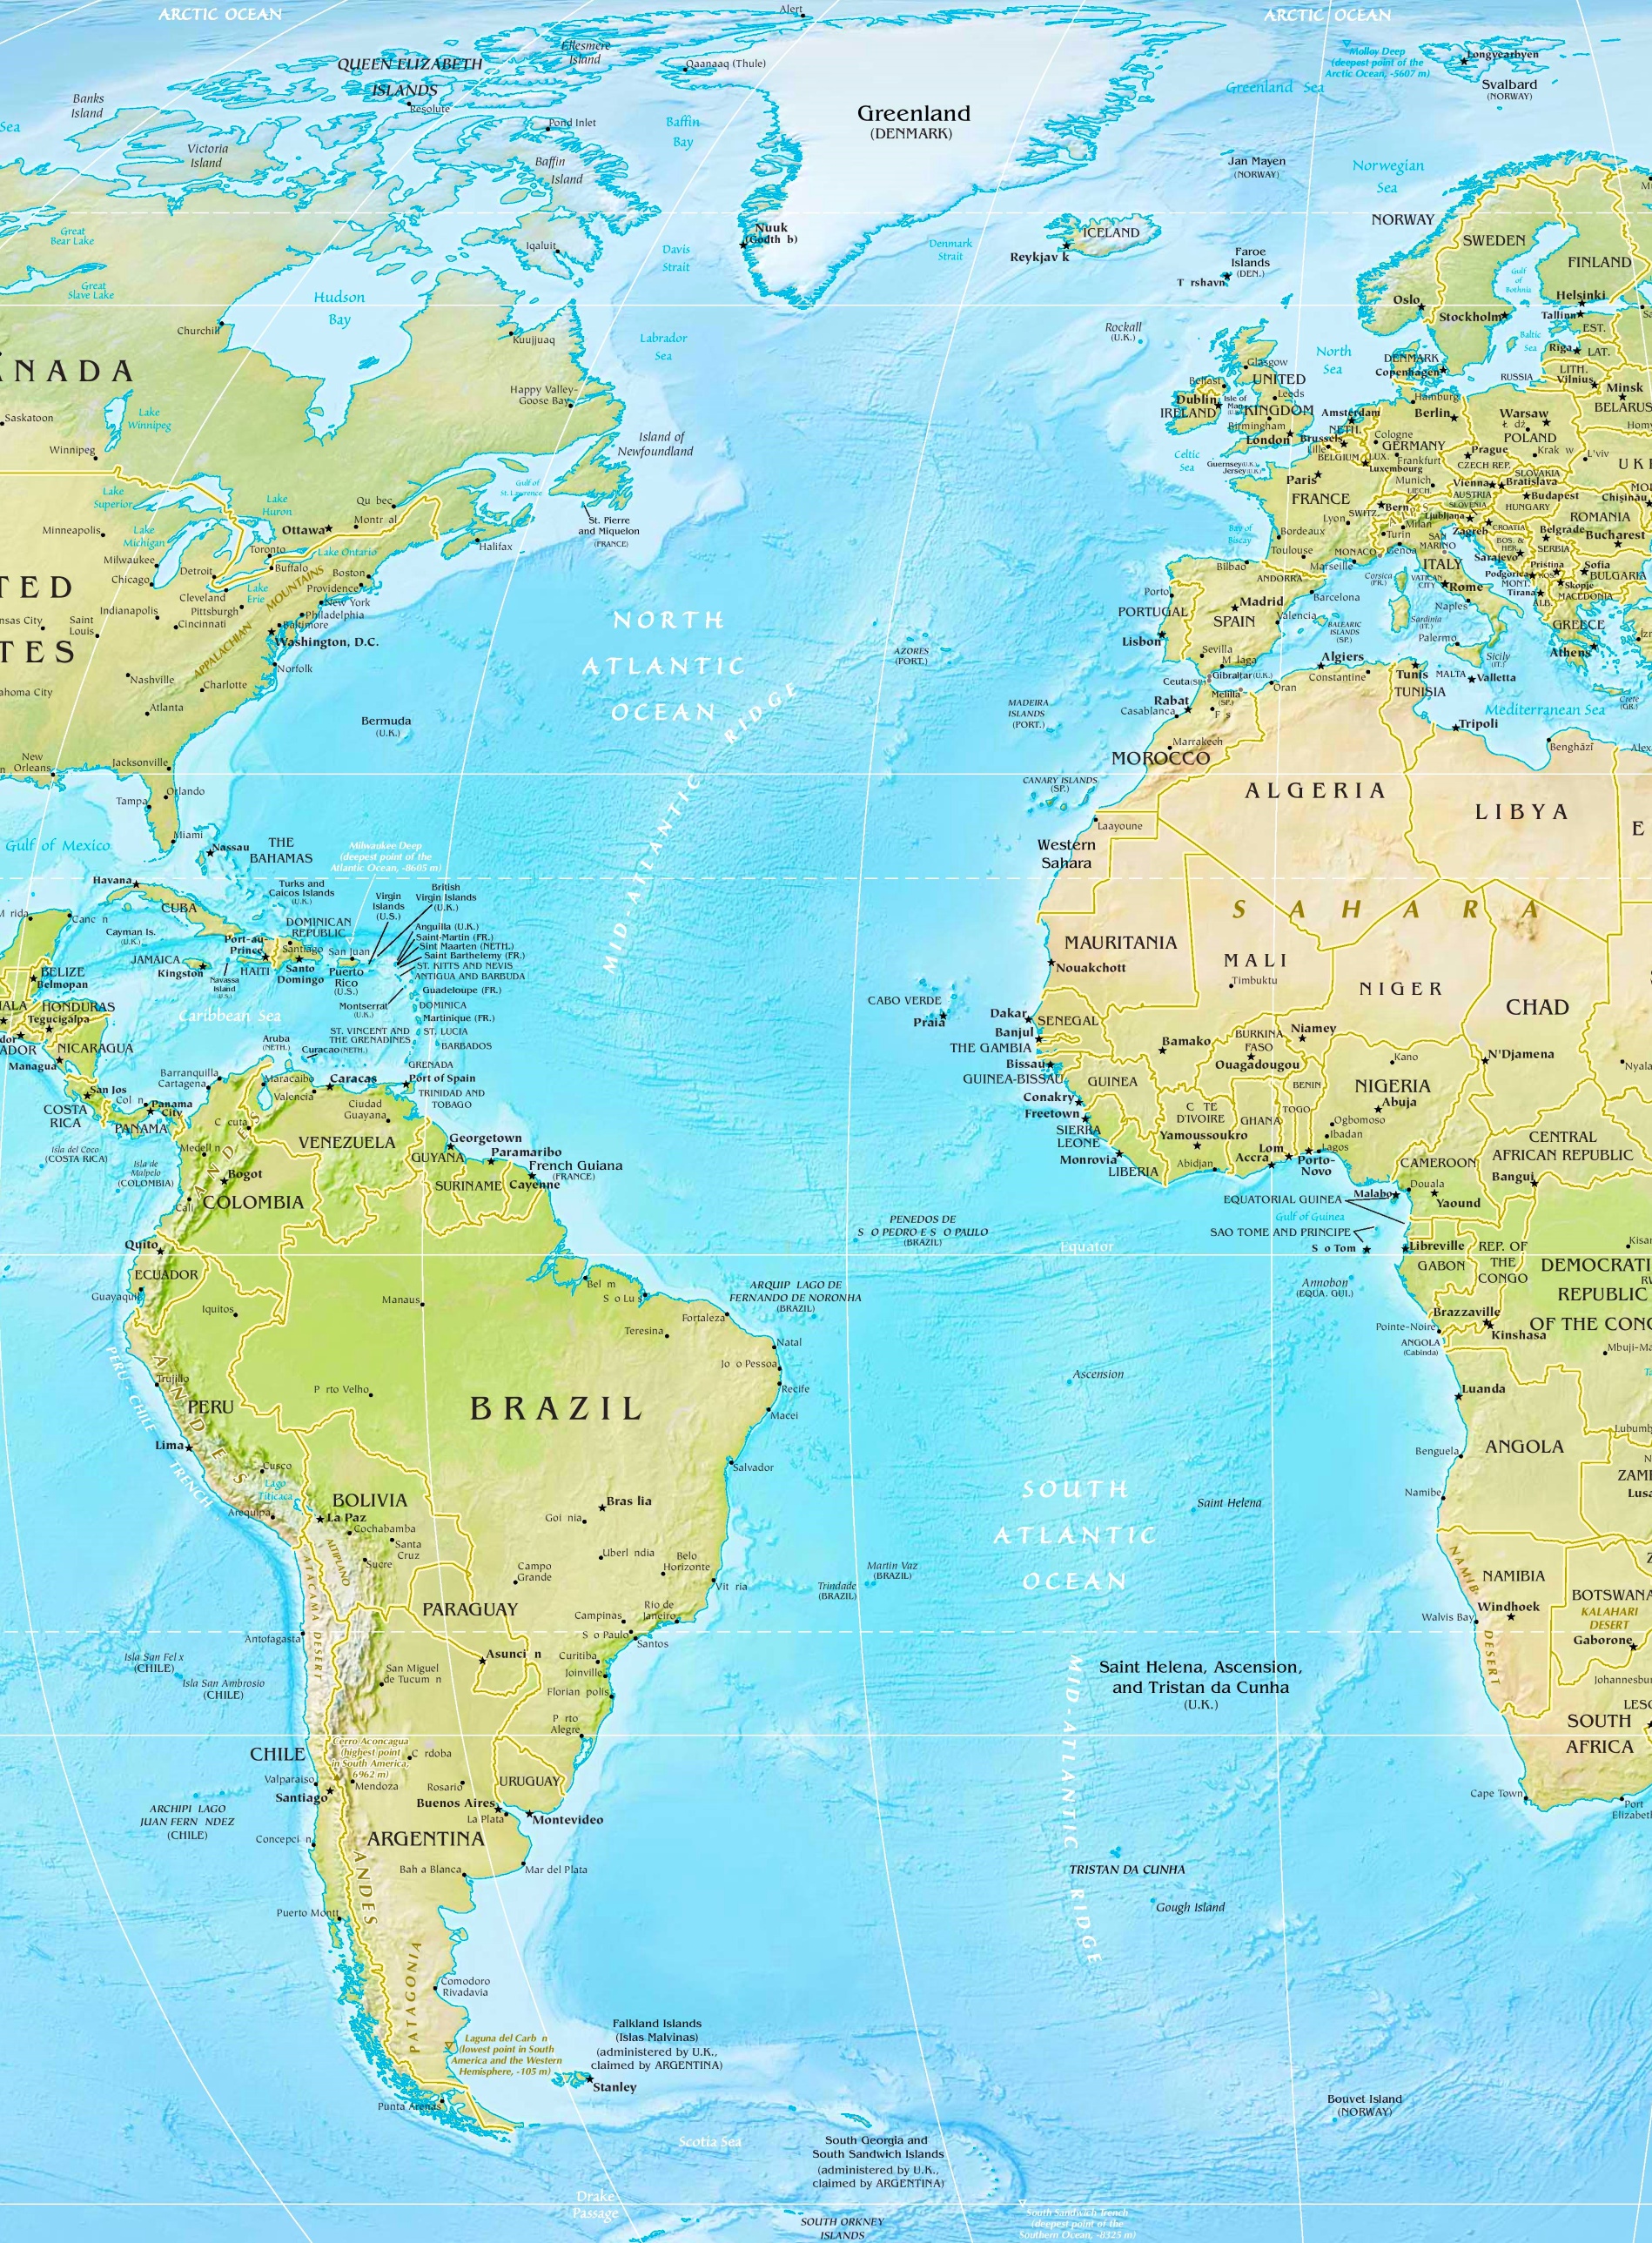 ARCTIC OCEAN
ARCTIC OCEAN
Alert
Ellesmere
Island
QUEEN ELIZABETH
ISLANDS
Resolute
Qaanaaq (Thule)
Molloy Deep
(deepest point of the
Arctic Ocean, -5607 m)
Longyearbyen
Svalbard
(NORWAY)
Greenland Sea
Banks
Island
Sea
Victoria
Island
Pond Inlet
Baffin
Bay
Baffin
Island
Greenland
(DENMARK)
Jan Mayen
(NORWAY)
Norwegian
Sea
Great
Bear Lake
Great
Slave Lake
Iqaluit
Davis
Strait
Nuuk
(Godth b)
Denmark
Strait
ICELAND
Reykjav k
Faroe
Islands
(DEN.)
T rshavn
NORWAY
SWEDEN
FINLAND
Gulf
of
Bothnia
Helsinki
Oslo
Stockholm
Tallinn
EST.
Hudson
Bay
Churchill
Kuujjuaq
Labrador
Sea
Rockall
(U.K.)
North
Sea
Baltic
Sea
Riga
LAT.
DENMARK
Copenhagen
LITH.
Vilnius
RUSSIA
Minsk
BELARUS
NADA
Saskatoon
Lake
Winnipeg
Winnipeg
Happy Valley-
Goose Bay
Island of
Newfoundland
Glasgow
Belfast
UNITED
KINGDOM
Leeds
Isle of
Man
Dublin
IRELAND
Birmingham
London
Celtic
Sea
Guernsey (U.K.)
Jersey (U.K.)
Amsterdam
NETH.
Hamburg
Berlin
Warsaw
Ł dź
POLAND
Homy
Brussels
Lille
BELGIUM
LUX.
Luxembourg
Cologne
GERMANY
Frankfurt
Prague
CZECH REP.
Krak w
L'viv
UK
Paris
FRANCE
Munich
LIECH.
Vienna
SLOVAKIA
Bratislava
AUSTRIA
Budapest
HUNGARY
MOL
Chisinau
Bern
SWITZ.
Lyon
SLOVENIA
Ljubljana
Zagreb
CROATIA
Belgrade
ROMANIA
Bucharest
Milan
Turin
Genoa
SAN
MARINO
BOS. &
HER.
Sarajevo
SERBIA
Bay of
Biscay
Bordeaux
Toulouse
Marseille
MONACO
ITALY
Pristina
KOS.
Sofia
BULGARIA
Podgorica
MONT.
Skopje
MACEDONIA
Tirana
ALB.
Corsica
(FR.)
VATICAN
CITY
Rome
Naples
Bilbao
ANDORRA
Barcelona
Porto
PORTUGAL
Madrid
SPAIN
Valencia
Lisbon
BALEARIC
ISLANDS
(SP.)
Sardinia
(IT.)
Palermo
Sicily
(IT.)
GREECE
Athens
Izm
Crete
(GR.)
Sevilla
M laga
Gibraltar (U.K.)
Ceuta (SP.)
Melilla
(SP.)
Algiers
Oran
Constantine
Tunis
TUNISIA
MALTA
Valletta
Mediterranean Sea
Tripoli
Benghāzī
Alex
Lake
Superior
Minneapolis
Lake
Michigan
Lake
Huron
Qu bec
Montr al
Ottawa
Gulf of
St. Lawrence
St. Pierre
and Miquelon
(FRANCE)
Halifax
Milwaukee
Chicago
Detroit
Toronto
Lake Ontario
Buffalo
Lake
Erie
Cleveland
Pittsburgh
Boston
Providence
New York
Philadelphia
Baltimore
Washington, D.C.
TED
TES
Indianapolis
nsas City
Saint
Louis
Cincinnati
APPALACHIAN
MOUNTAINS
Norfolk
ahoma City
Nashville
Charlotte
Atlanta
NORTH
ATLANTIC
OCEAN
MID-ATLANTIC RIDGE
AZORES
(PORT.)
MADEIRA
ISLANDS
(PORT.)
Bermuda
(U.K.)
Rabat
Casablanca
F s
Marrakech
MOROCCO
CANARY ISLANDS
(SP.)
Laayoune
Western
Sahara
ALGERIA
LIBYA
E
New
Orleans
n
Jacksonville
Orlando
Tampa
Miami
Gulf of Mexico
Nassau
THE
BAHAMAS
Milwaukee Deep
(deepest point of the
Atlantic Ocean, -8605 m)
Havana
CUBA
Turks and
Caicos Islands
(U.K.)
Virgin
Islands
(U.S.)
British
Virgin Islands
(U.K.)
M rida
Canc n
Cayman Is.
(U.K.)
DOMINICAN
REPUBLIC
Port-au-
Prince
Santiago
HAITI
Santo
Domingo
San Juan
Puerto
Rico
(U.S.)
Anguilla (U.K.)
Saint-Martin (FR.)
Sint Maarten (NETH.)
Saint Barthelemy (FR.)
ST. KITTS AND NEVIS
ANTIGUA AND BARBUDA
Montserrat
(U.K.)
Guadeloupe (FR.)
DOMINICA
Martinique (FR.)
ST. LUCIA
ST. VINCENT AND
THE GRENADINES
BARBADOS
GRENADA
JAMAICA
Kingston
Navassa
Island
(U.S.)
Caribbean Sea
Aruba
(NETH.)
Curacao (NETH.)
BELIZE
Belmopan
HONDURAS
Tegucigalpa
ALA
dor
ADOR
NICARAGUA
Managua
San Jos
COSTA
RICA
Col n
Panama
City
PANAMA
Barranquilla
Cartagena
Maracaibo
Valencia
Caracas
Port of Spain
TRINIDAD AND
TOBAGO
Ciudad
Guayana
C cuta
VENEZUELA
Isla del Coco
(COSTA RICA)
Isla de
Malpelo
(COLOMBIA)
Medell n
Bogot
COLOMBIA
Cali
ANDES
Georgetown
GUYANA
Paramaribo
SURINAME
French Guiana
(FRANCE)
Cayenne
SAHARA
MAURITANIA
Nouakchott
MALI
Timbuktu
NIGER
CHAD
S
CABO VERDE
Praia
Dakar
SENEGAL
Banjul
THE GAMBIA
Bissau
GUINEA-BISSAU
Bamako
BURKINA
FASO
Ouagadougou
Niamey
Kano
N'Djamena
Nyala
GUINEA
Conakry
Freetown
SIERRA
LEONE
Monrovia
LIBERIA
C TE
D'IVOIRE
Yamoussoukro
Abidjan
GHANA
Accra
TOGO
Lom
BENIN
Porto-
Novo
NIGERIA
Abuja
Ogbomoso
Ibadan
Lagos
CENTRAL
AFRICAN REPUBLIC
Bangui
CAMEROON
Douala
Yaound
EQUATORIAL GUINEA
Malabo
Gulf of Guinea
SAO TOME AND PRINCIPE
S o Tom
Libreville
GABON
REP. OF
THE
CONGO
Kisan
DEMOCRATI
REPUBLIC
OF THE CONG
RW
Annobon
(EQUA. GUI.)
Brazzaville
Kinshasa
Pointe-Noire
ANGOLA
(Cabinda)
Mbuji-Ma
PENEDOS DE
S O PEDRO E S O PAULO
(BRAZIL)
Equator
Quito
ECUADOR
Guayaquil
Iquitos
Manaus
Bel m
S o Lu s
ARQUIP LAGO DE
FERNANDO DE NORONHA
(BRAZIL)
Fortaleza
Teresina
Natal
Jo o Pessoa
Recife
Macei
Ascension
PERU-CHILE TRENCH
Trujillo
ANDES
PERU
P rto Velho
BRAZIL
Luanda
Lima
Cusco
Lago
Titicaca
Arequipa
Salvador
Benguela
ANGOLA
Lubumb
ZAMB
Lusa
Namibe
BOLIVIA
La Paz
Cochabamba
Santa
Cruz
Sucre
ALTIPLANO
Bras lia
Goi nia
SOUTH
ATLANTIC
OCEAN
Saint Helena
Uberl ndia
Belo
Horizonte
Campo
Grande
Vit ria
Trindade
(BRAZIL)
Martin Vaz
(BRAZIL)
NAMIB DESERT
NAMIBIA
Windhoek
Walvis Bay
BOTSWANA
KALAHARI
DESERT
Gaborone
Johannesbur
ATACAMA DESERT
PARAGUAY
Rio de
Janeiro
Campinas
S o Paulo
Santos
Antofagasta
Asunci n
Curitiba
Joinville
Florian polis
Isla San Fel x
(CHILE)
Isla San Ambrosio
(CHILE)
San Miguel
de Tucum n
P rto
Alegre
Saint Helena, Ascension,
and Tristan da Cunha
(U.K.)
MID-ATLANTIC RIDGE
LESO
SOUTH
AFRICA
Cape Town
Port
Elizabeth
CHILE
Cerro Aconcagua
(highest point
in South America,
6962 m)
C rdoba
Valparaiso
Mendoza
Santiago
Rosario
URUGUAY
Buenos Aires
La Plata
Montevideo
ARCHIPI LAGO
JUAN FERN NDEZ
(CHILE)
Concepci n
ARGENTINA
Bah a Blanca
Mar del Plata
ANDES
TRISTAN DA CUNHA
Gough Island
Puerto Montt
PATAGONIA
Comodoro
Rivadavia
Laguna del Carb n
(lowest point in South
America and the Western
Hemisphere, -105 m)
Falkland Islands
(Islas Malvinas)
(administered by U.K.,
claimed by ARGENTINA)
Stanley
Punta Arenas
Bouvet Island
(NORWAY)
Scotia Sea
South Georgia and
South Sandwich Islands
(administered by U.K.,
claimed by ARGENTINA)
Drake
Passage
SOUTH ORKNEY
ISLANDS
South Sandwich Trench
(deepest point of the
Southern Ocean, -8325 m)